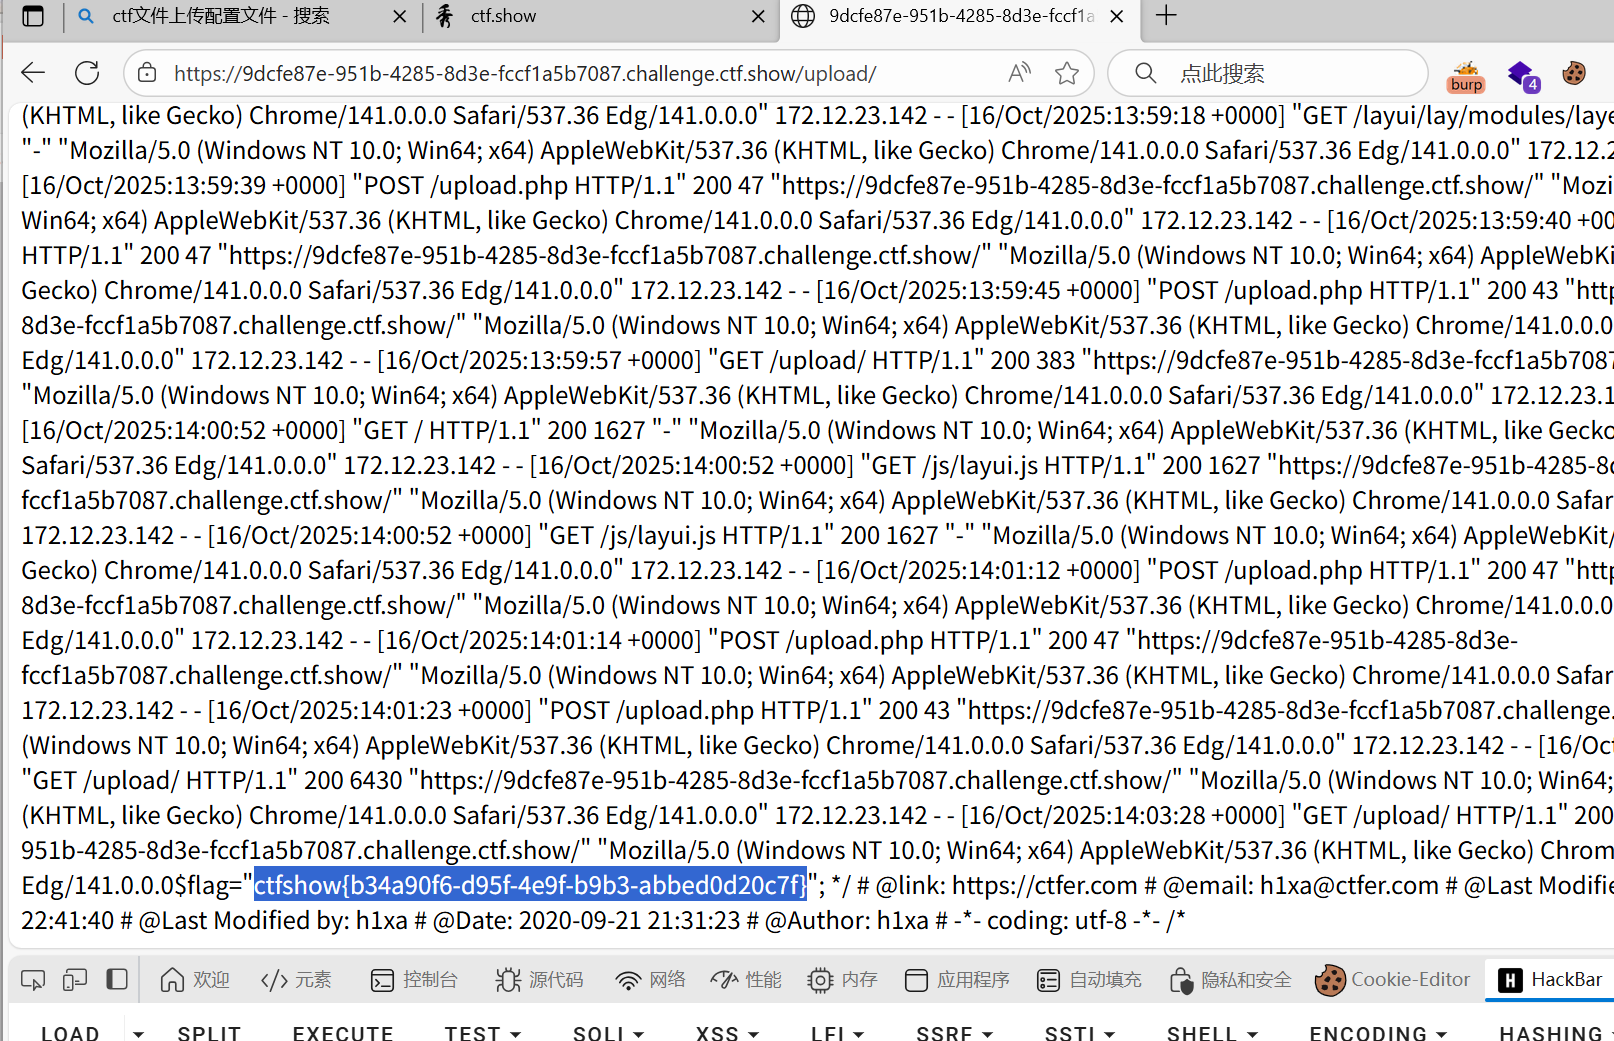 ctf文件上传配置文件 - 搜索
ctf.show
9dcfe87e-951b-4285-8d3e-fccf1a
https://9dcfe87e-951b-4285-8d3e-fccf1a5b7087.challenge.ctf.show/upload/
点此搜索
burp
4
(KHTML, like Gecko) Chrome/141.0.0.0 Safari/537.36 Edg/141.0.0.0" 172.12.23.142 - - [16/Oct/2025:13:59:18 +0000] "GET /layui/lay/modules/laye
"-" "Mozilla/5.0 (Windows NT 10.0; Win64; x64) AppleWebKit/537.36 (KHTML, like Gecko) Chrome/141.0.0.0 Safari/537.36 Edg/141.0.0.0" 172.12.2
[16/Oct/2025:13:59:39 +0000] "POST /upload.php HTTP/1.1" 200 47 "https://9dcfe87e-951b-4285-8d3e-fccf1a5b7087.challenge.ctf.show/" "Mozi
Win64; x64) AppleWebKit/537.36 (KHTML, like Gecko) Chrome/141.0.0.0 Safari/537.36 Edg/141.0.0.0" 172.12.23.142 - - [16/Oct/2025:13:59:40 +00
HTTP/1.1" 200 47 "https://9dcfe87e-951b-4285-8d3e-fccf1a5b7087.challenge.ctf.show/" "Mozilla/5.0 (Windows NT 10.0; Win64; x64) AppleWebKi
Gecko) Chrome/141.0.0.0 Safari/537.36 Edg/141.0.0.0" 172.12.23.142 - - [16/Oct/2025:13:59:45 +0000] "POST /upload.php HTTP/1.1" 200 43 "http
8d3e-fccf1a5b7087.challenge.ctf.show/" "Mozilla/5.0 (Windows NT 10.0; Win64; x64) AppleWebKit/537.36 (KHTML, like Gecko) Chrome/141.0.0.0
Edg/141.0.0.0" 172.12.23.142 - - [16/Oct/2025:13:59:57 +0000] "GET /upload/ HTTP/1.1" 200 383 "https://9dcfe87e-951b-4285-8d3e-fccf1a5b7087
"Mozilla/5.0 (Windows NT 10.0; Win64; x64) AppleWebKit/537.36 (KHTML, like Gecko) Chrome/141.0.0.0 Safari/537.36 Edg/141.0.0.0" 172.12.1
[16/Oct/2025:14:00:52 +0000] "GET / HTTP/1.1" 200 1627 "-" "Mozilla/5.0 (Windows NT 10.0; Win64; x64) AppleWebKit/537.36 (KHTML, like Gecko
Safari/537.36 Edg/141.0.0.0" 172.12.23.142 - - [16/Oct/2025:14:00:52 +0000] "GET /js/layui.js HTTP/1.1" 200 1627 "https://9dcfe87e-951b-4285-8d
fccf1a5b7087.challenge.ctf.show/" "Mozilla/5.0 (Windows NT 10.0; Win64; x64) AppleWebKit/537.36 (KHTML, like Gecko) Chrome/141.0.0.0 Safar
172.12.23.142 - - [16/Oct/2025:14:00:52 +0000] "GET /js/layui.js HTTP/1.1" 200 1627 "-" "Mozilla/5.0 (Windows NT 10.0; Win64; x64) AppleWebKit/
Gecko) Chrome/141.0.0.0 Safari/537.36 Edg/141.0.0.0" 172.12.23.142 - - [16/Oct/2025:14:01:12 +0000] "POST /upload.php HTTP/1.1" 200 47 "http
8d3e-fccf1a5b7087.challenge.ctf.show/" "Mozilla/5.0 (Windows NT 10.0; Win64; x64) AppleWebKit/537.36 (KHTML, like Gecko) Chrome/141.0.0.0
Edg/141.0.0.0" 172.12.23.142 - - [16/Oct/2025:14:01:14 +0000] "POST /upload.php HTTP/1.1" 200 47 "https://9dcfe87e-951b-4285-8d3e-
fccf1a5b7087.challenge.ctf.show/" "Mozilla/5.0 (Windows NT 10.0; Win64; x64) AppleWebKit/537.36 (KHTML, like Gecko) Chrome/141.0.0.0 Safar
172.12.23.142 - - [16/Oct/2025:14:01:23 +0000] "POST /upload.php HTTP/1.1" 200 43 "https://9dcfe87e-951b-4285-8d3e-fccf1a5b7087.challenge.
(Windows NT 10.0; Win64; x64) AppleWebKit/537.36 (KHTML, like Gecko) Chrome/141.0.0.0 Safari/537.36 Edg/141.0.0.0" 172.12.23.142 - - [16/Oct
"GET /upload/ HTTP/1.1" 200 6430 "https://9dcfe87e-951b-4285-8d3e-fccf1a5b7087.challenge.ctf.show/" "Mozilla/5.0 (Windows NT 10.0; Win64;
(KHTML, like Gecko) Chrome/141.0.0.0 Safari/537.36 Edg/141.0.0.0" 172.12.23.142 - - [16/Oct/2025:14:03:28 +0000] "GET /upload/ HTTP/1.1" 200
951b-4285-8d3e-fccf1a5b7087.challenge.ctf.show/" "Mozilla/5.0 (Windows NT 10.0; Win64; x64) AppleWebKit/537.36 (KHTML, like Gecko) Chrom
Edg/141.0.0.0$flag="ctfshow{b34a90f6-d95f-4e9f-b9b3-abbed0d20c7f}"; */ # @link: https://ctfer.com # @email: h1xa@ctfer.com # @Last Modifie
22:41:40 # @Last Modified by: h1xa # @Date: 2020-09-21 21:31:23 # @Author: h1xa # -*- coding: utf-8 -*- /*
欢迎 元素 控制台 源代码 网络 性能 内存 应用程序 自动填充 隐私和安全 Cookie-Editor H HackBar
LOAD SPLIT EXECUTE TEST SQLI XSS LFI SSRF SSTI SHELL ENCODING HASHING